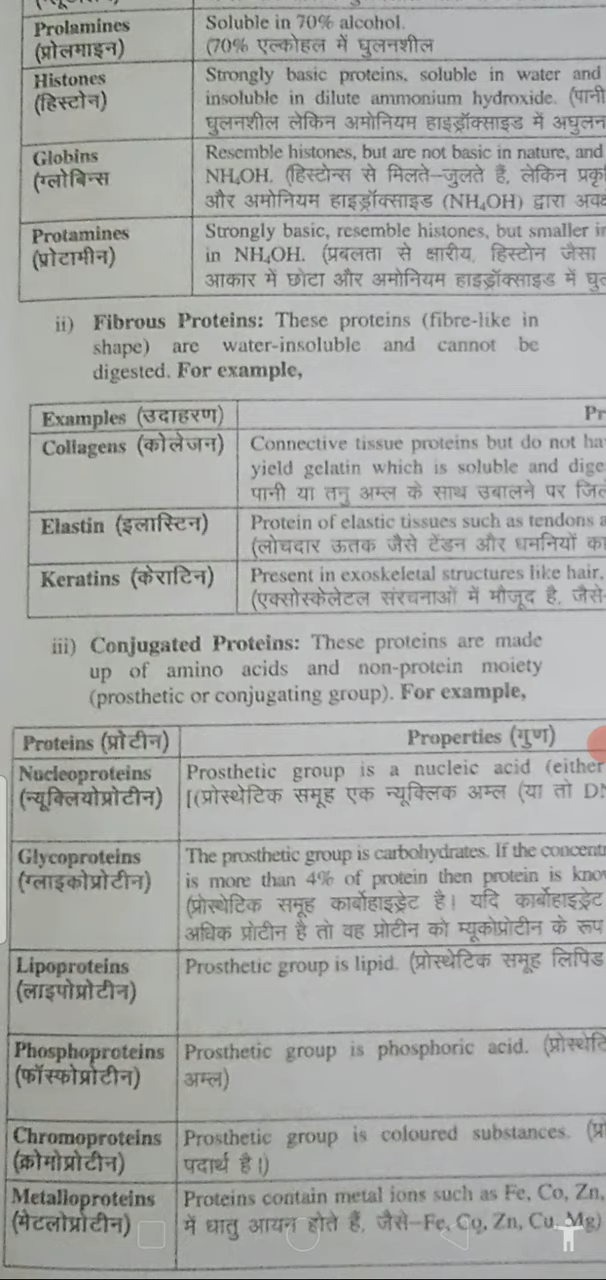 Prolamines
(प्रोलमाइन)
Soluble in 70% alcohol.
(70% एल्कोहल में घुलनशील
Histones
(हिस्टोन)
Strongly basic proteins, soluble in water and
insoluble in dilute ammonium hydroxide. (पानी
घुलनशील लेकिन अमोनियम हाइड्रॉक्साइड में अघुलन
Globins
(ग्लोबिन्स
Resemble histones, but are not basic in nature, and
NH₄OH. (हिस्टोन्स से मिलते-जुलते हैं, लेकिन प्रकृ
और अमोनियम हाइड्रॉक्साइड (NH₄OH) द्वारा अवक्ष
Protamines
(प्रोटामीन)
Strongly basic, resemble histones, but smaller in
in NH₄OH. (प्रबलता से क्षारीय, हिस्टोन जैसा
आकार में छोटा और अमोनियम हाइड्रॉक्साइड में घुल
ii) Fibrous Proteins: These proteins (fibre-like in
shape) are water-insoluble and cannot be
digested. For example,
Examples (उदाहरण)
Pr
Collagens (कोलेजन)
Connective tissue proteins but do not ha
yield gelatin which is soluble and dige
पानी या तनु अम्ल के साथ उबालने पर जिले
Elastin (इलास्टिन)
Protein of elastic tissues such as tendons a
(लोचदार ऊतक जैसे टेंडन और धमनियों का
Keratins (केराटिन)
Present in exoskeletal structures like hair,
(एक्सोस्केलेटल संरचनाओं में मौजूद है, जैसे-
iii) Conjugated Proteins: These proteins are made
up of amino acids and non-protein moiety
(prosthetic or conjugating group). For example,
Proteins (प्रोटीन)
Properties (गुण)
Nucleoproteins
(न्यूक्लियोप्रोटीन)
Prosthetic group is a nucleic acid (either
[(प्रोस्थेटिक समूह एक न्यूक्लिक अम्ल (या तो DN
Glycoproteins
(ग्लाइकोप्रोटीन)
The prosthetic group is carbohydrates. If the concentr
is more than 4% of protein then protein is know
(प्रोस्थेटिक समूह कार्बोहाइड्रेट है। यदि कार्बोहाइड्रेट
अधिक प्रोटीन है तो वह प्रोटीन को म्यूकोप्रोटीन के रूप
Lipoproteins
(लाइपोप्रोटीन)
Prosthetic group is lipid. (प्रोस्थेटिक समूह लिपिड
Phosphoproteins
(फॉस्फोप्रोटीन)
Prosthetic group is phosphoric acid. (प्रोस्थेटि
अम्ल)
Chromoproteins
(क्रोमोप्रोटीन)
Prosthetic group is coloured substances. (प्रो
पदार्थ है।)
Metalloproteins
(मेटलोप्रोटीन)
Proteins contain metal ions such as Fe, Co, Zn,
में धातु आयन होते हैं, जैसे-Fe, Co, Zn, Cu, Mg)